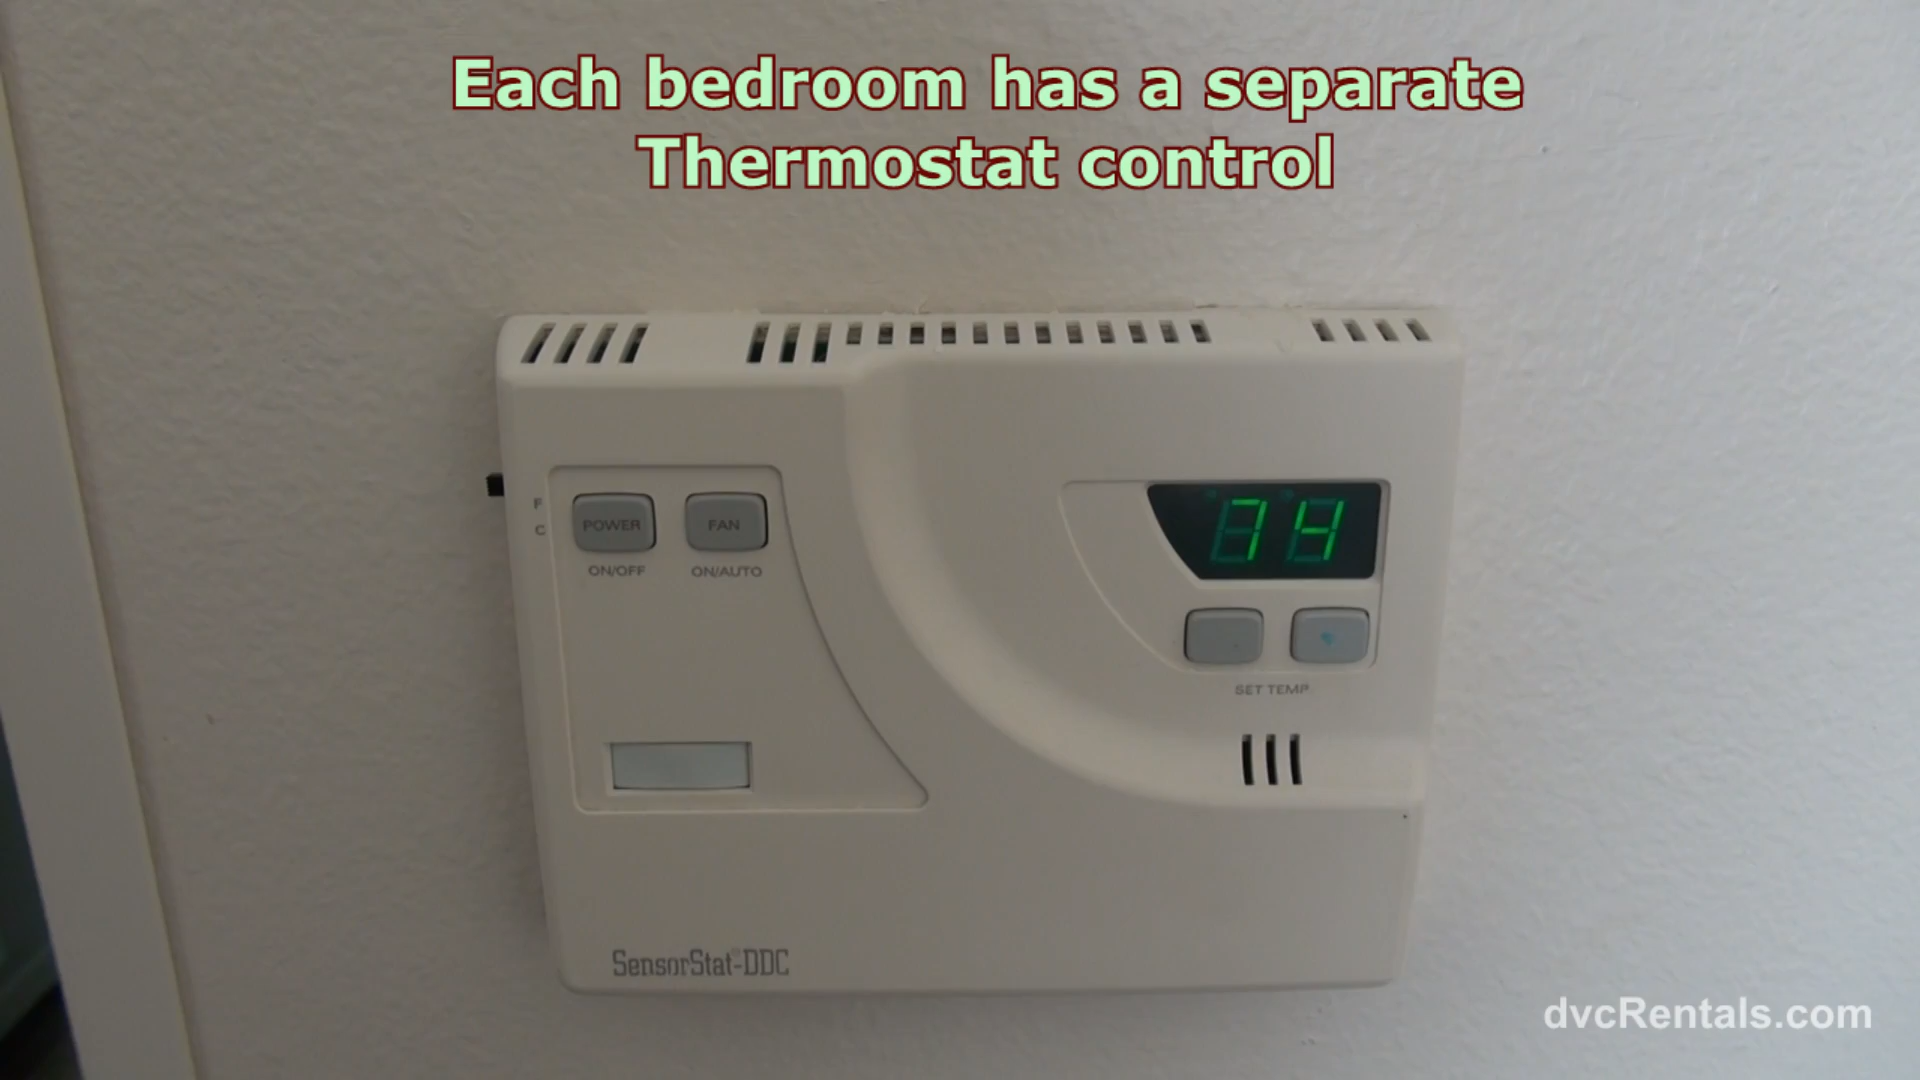 Each bedroom has a separate
Thermostat control
74
F
C
POWER
FAN
ON/OFF
ON/AUTO
SET TEMP
SensorStat®-DDC
dvcRentals.com